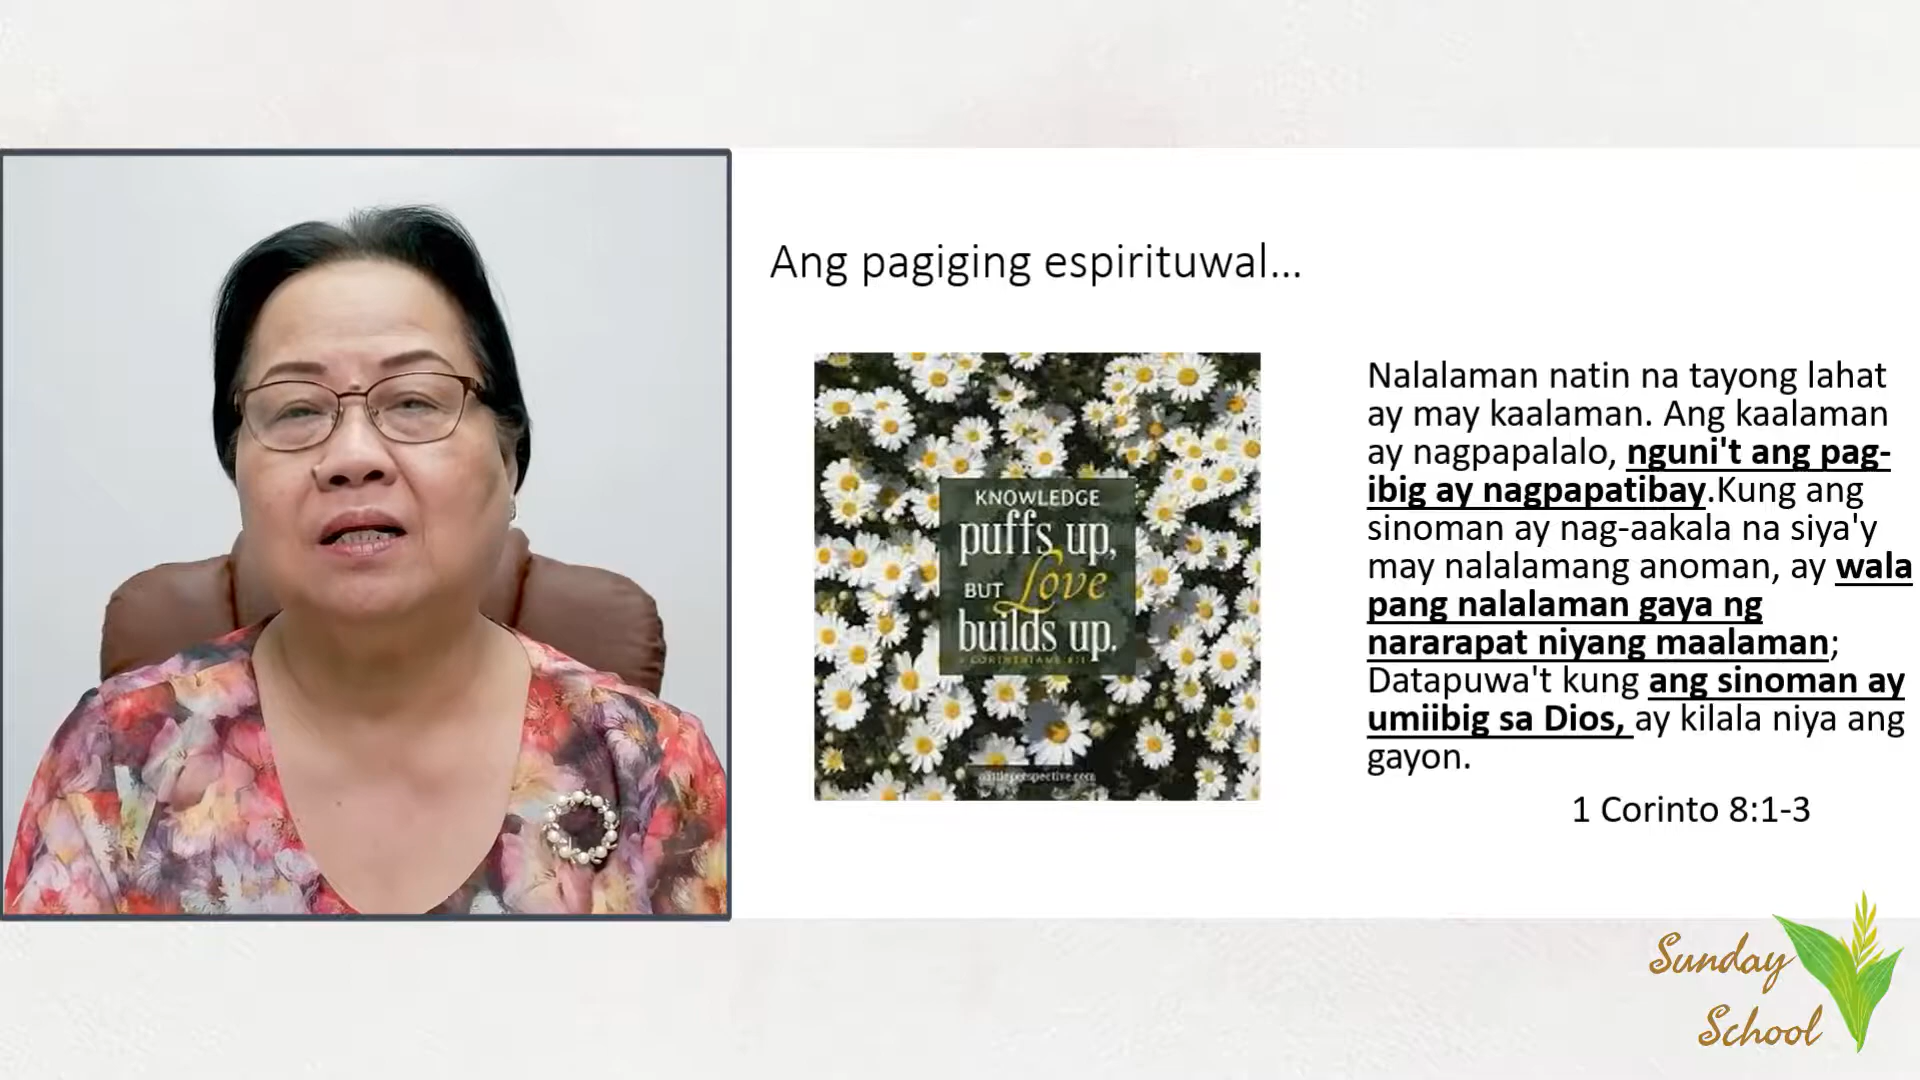 Ang pagiging espirituwal...
KNOWLEDGE
puffs up,
BUT Love
builds up.
Nalalaman natin na tayong lahat
ay may kaalaman. Ang kaalaman
ay nagpapalalo, nguni't ang pag-
ibig ay nagpapatibay.Kung ang
sinoman ay nag-aakala na siya'y
may nalalamang anoman, ay wala
pang nalalaman gaya ng
nararapat niyang maalaman;
Datapuwa't kung ang sinoman ay
umiibig sa Dios, ay kilala niya ang
gayon.
1 Corinto 8:1-3
Sunday
School